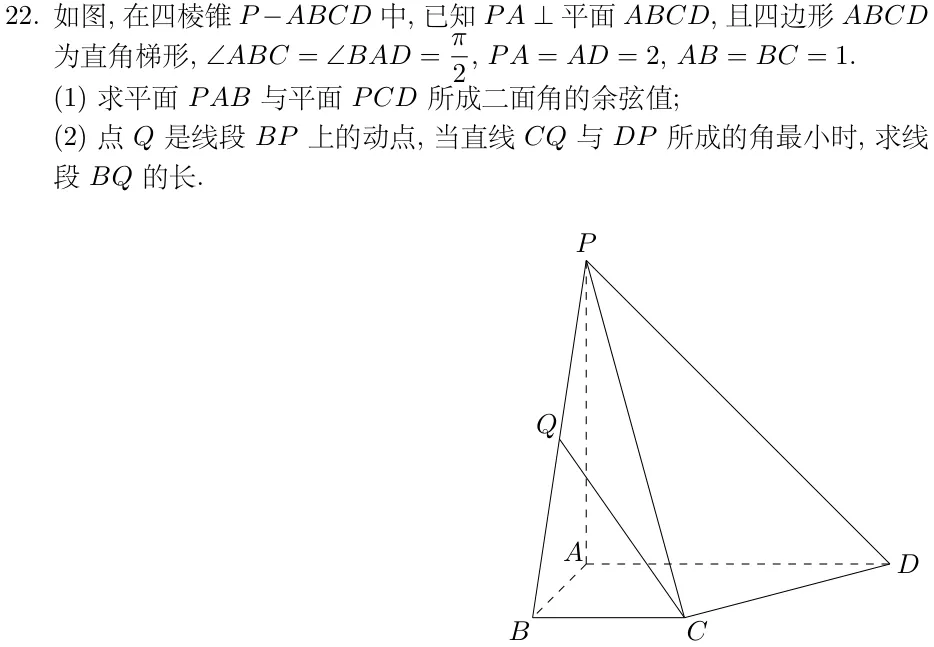 22. 如图, 在四棱锥 P−ABCD 中, 已知 PA ⊥ 平面 ABCD, 且四边形 ABCD
为直角梯形, ∠ABC = ∠BAD = π/2, PA = AD = 2, AB = BC = 1.
(1) 求平面 PAB 与平面 PCD 所成二面角的余弦值;
(2) 点 Q 是线段 BP 上的动点, 当直线 CQ 与 DP 所成的角最小时, 求线
段 BQ 的长.
P
Q
A
D
B
C